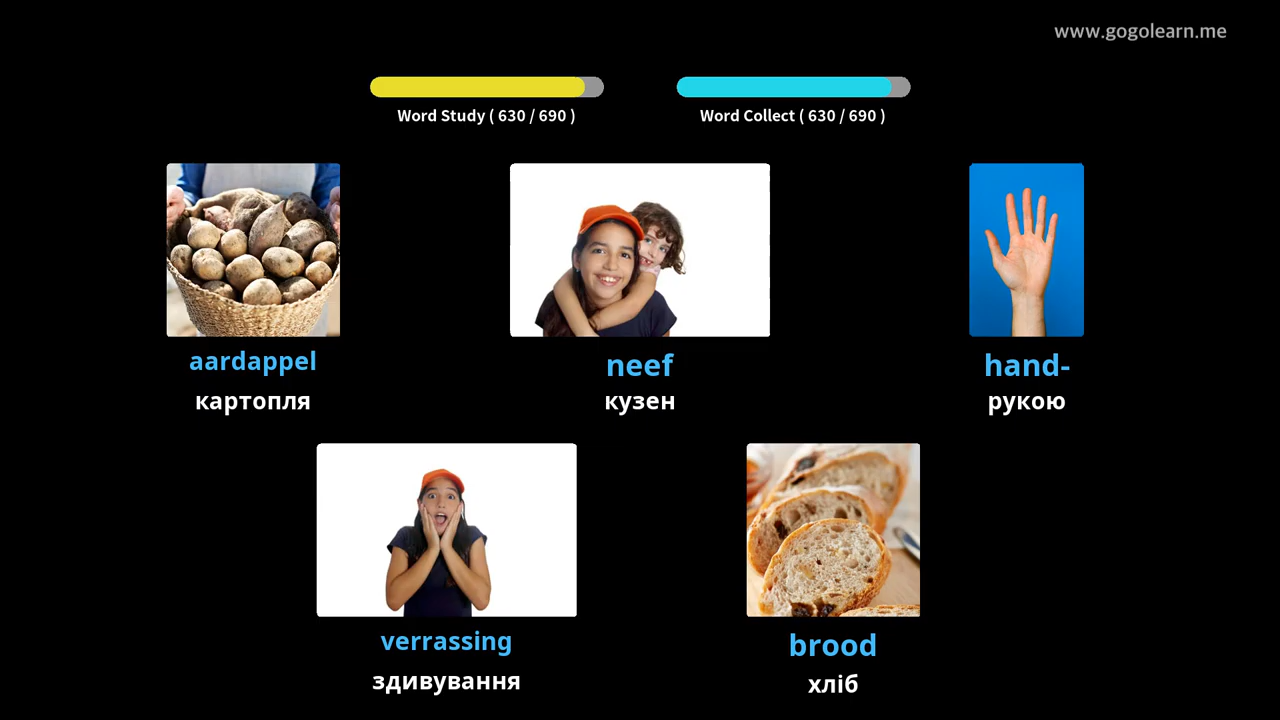 www.gogolearn.me
Word Study ( 630 / 690 )
Word Collect ( 630 / 690 )
aardappel
картопля
neef
кузен
hand-
рукою
verrassing
здивування
brood
хліб